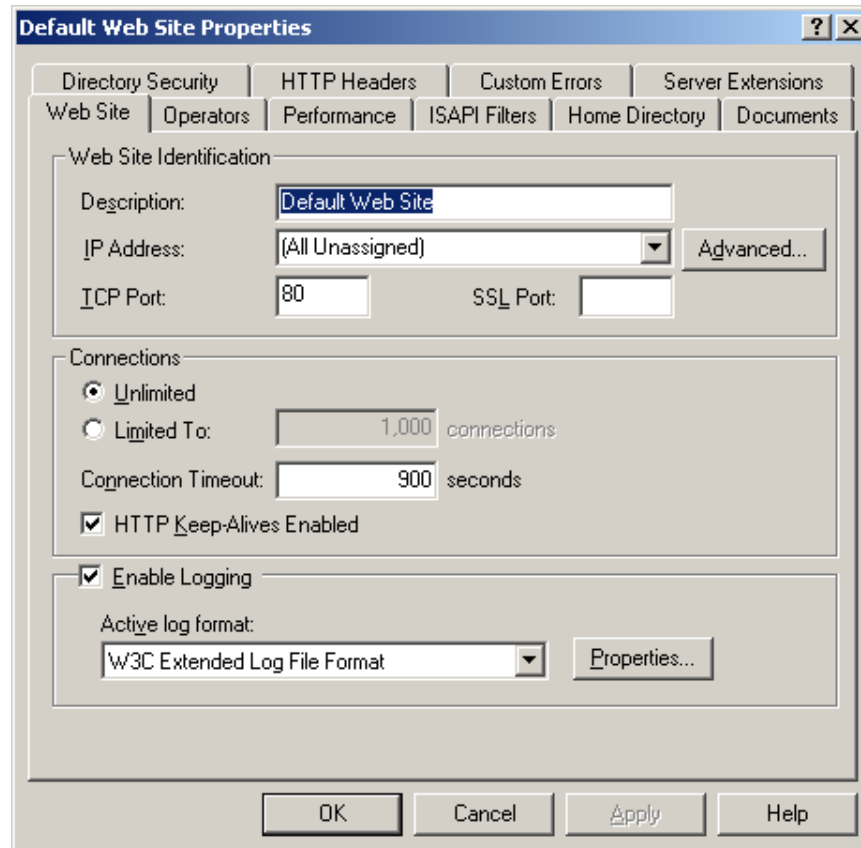 Default Web Site Properties
Directory Security HTTP Headers Custom Errors Server Extensions
Web Site Operators Performance ISAPI Filters Home Directory Documents
Web Site Identification
Description: Default Web Site
IP Address: (All Unassigned) Advanced...
TCP Port: 80 SSL Port:
Connections
Unlimited
Limited To: 1,000 connections
Connection Timeout: 900 seconds
HTTP Keep-Alives Enabled
Enable Logging
Active log format:
W3C Extended Log File Format Properties...
OK Cancel Apply Help